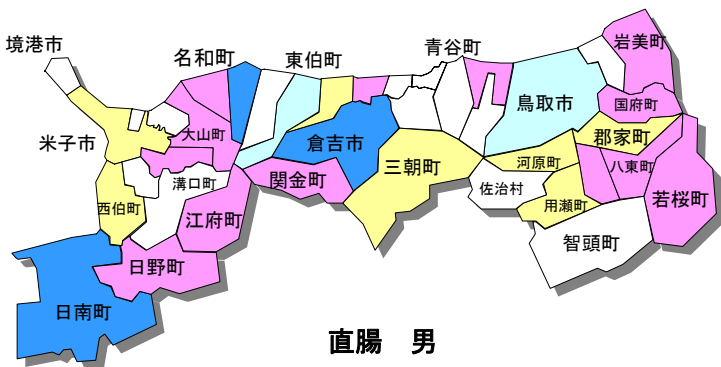 境港市
名和町
東伯町
青谷町
岩美町
鳥取市
国府町
大山町
米子市
倉吉市
郡家町
三朝町
河原町
八東町
関金町
溝口町
佐治村
若桜町
西伯町
江府町
用瀬町
智頭町
日野町
日南町
直腸　男